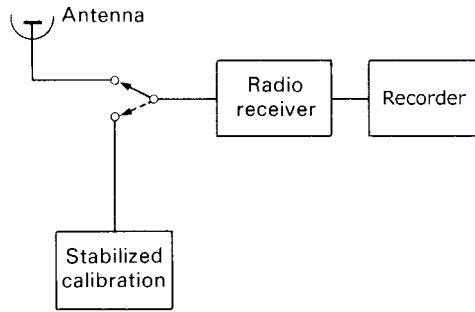 Antenna
Radio
receiver
Recorder
Stabilized
calibration